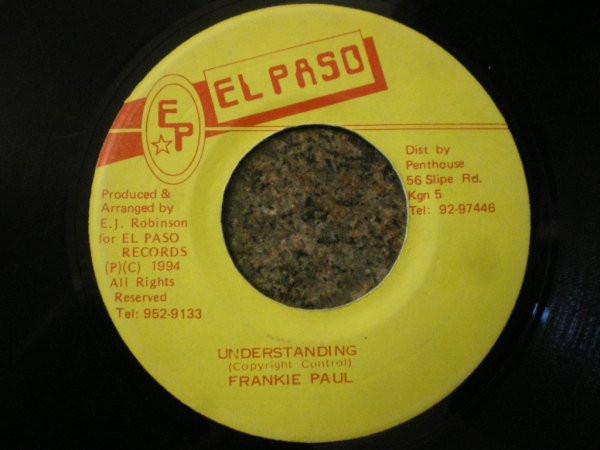 EL PASO
EP
Produced &
Arranged by
E.J. Robinson
for EL PASO
RECORDS
(P)(C) 1994
All Rights
Reserved
Tel: 952-9133
Dist by
Penthouse
56 Slipe Rd.
Kgn 5
Tel: 92-97446
UNDERSTANDING
(Copyright Control)
FRANKIE PAUL